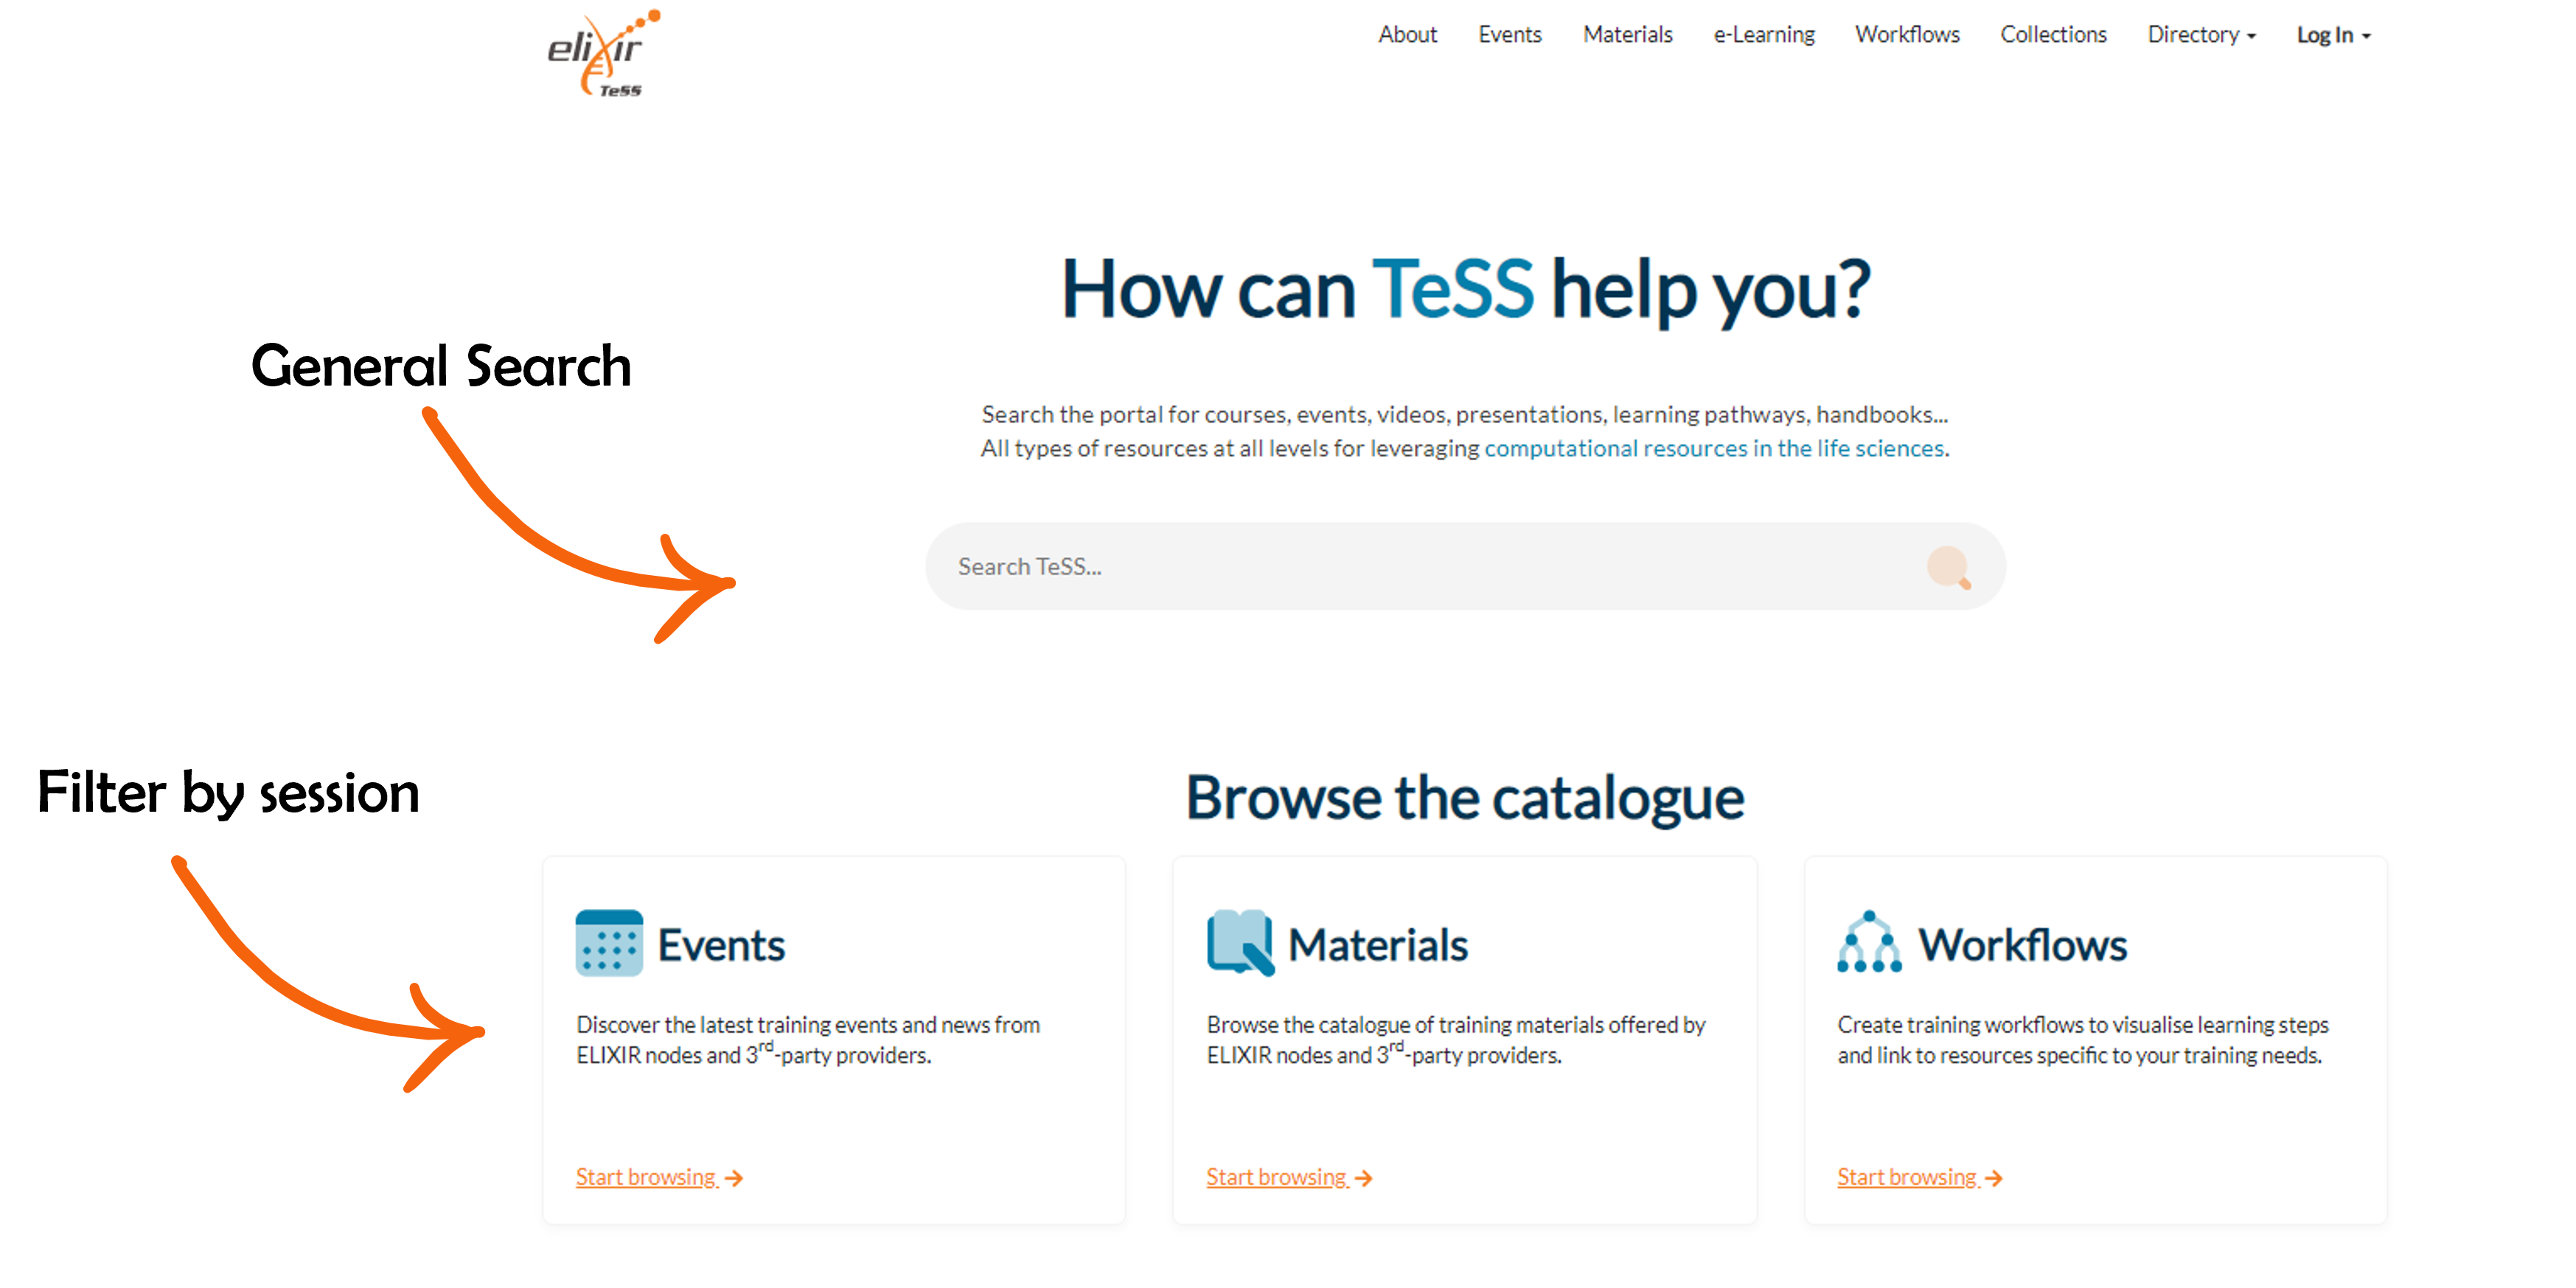 elixir
TeSS
About Events Materials e-Learning Workflows Collections Directory Log In
How can TeSS help you?
General Search
Search the portal for courses, events, videos, presentations, learning pathways, handbooks...
All types of resources at all levels for leveraging computational resources in the life sciences.
Search TeSS...
Filter by session
Browse the catalogue
Events
Discover the latest training events and news from
ELIXIR nodes and 3rd-party providers.
Start browsing
Materials
Browse the catalogue of training materials offered by
ELIXIR nodes and 3rd-party providers.
Start browsing
Workflows
Create training workflows to visualise learning steps
and link to resources specific to your training needs.
Start browsing